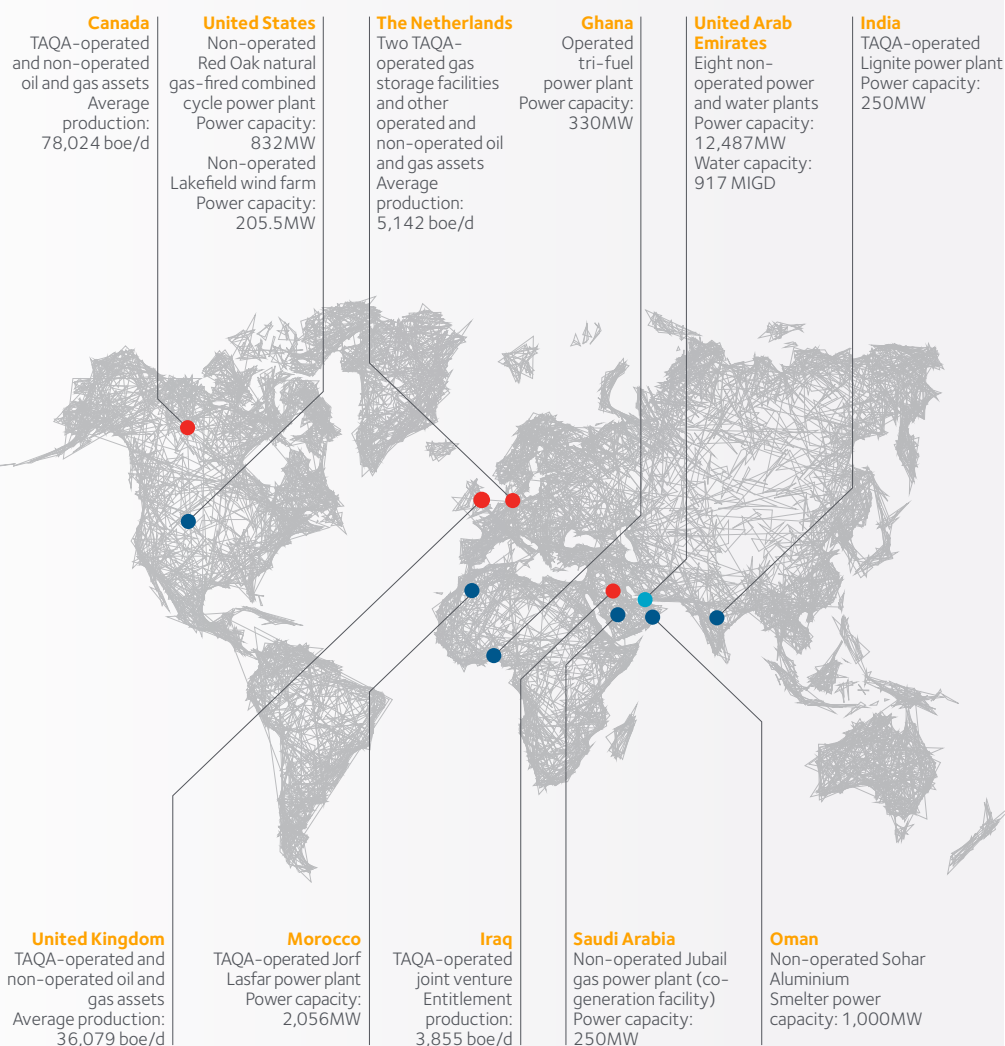 Canada
TAQA-operated
and non-operated
oil and gas assets
Average
production:
78,024 boe/d
United States
Non-operated
Red Oak natural
gas-fired combined
cycle power plant
Power capacity:
832MW
Non-operated
Lakefield wind farm
Power capacity:
205.5MW
The Netherlands
Two TAQA-
operated gas
storage facilities
and other
operated and
non-operated oil
and gas assets
Average
production:
5,142 boe/d
Ghana
Operated
tri-fuel
power plant
Power capacity:
330MW
United Arab
Emirates
Eight non-
operated power
and water plants
Power capacity:
12,487MW
Water capacity:
917 MIGD
India
TAQA-operated
Lignite power plant
Power capacity:
250MW
United Kingdom
TAQA-operated and
non-operated oil and
gas assets
Average production:
36,079 boe/d
Morocco
TAQA-operated Jorf
Lasfar power plant
Power capacity:
2,056MW
Iraq
TAQA-operated
joint venture
Entitlement
production:
3,855 boe/d
Saudi Arabia
Non-operated Jubail
gas power plant (co-
generation facility)
Power capacity:
250MW
Oman
Non-operated Sohar
Aluminium
Smelter power
capacity: 1,000MW